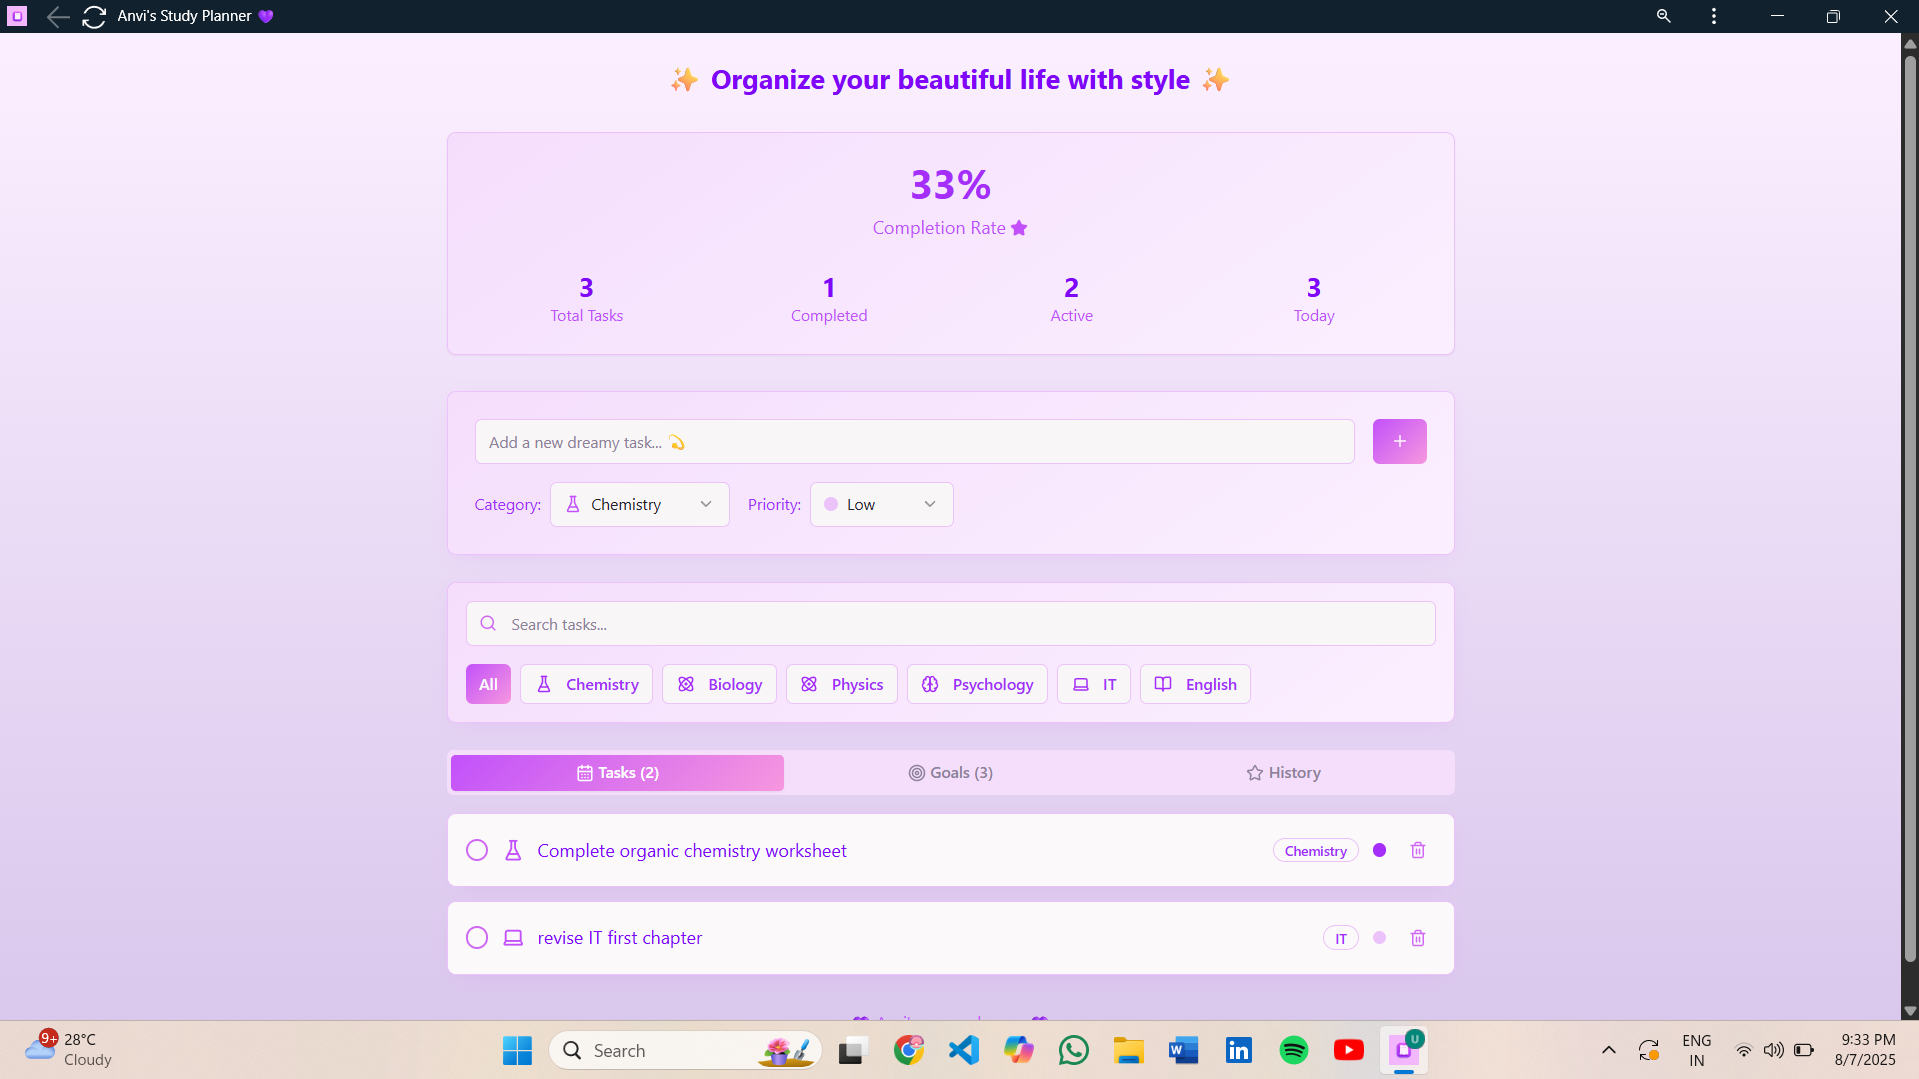 Anvi's Study Planner 💜
✨ Organize your beautiful life with style ✨
33%
Completion Rate
3
Total Tasks
1
Completed
2
Active
3
Today
Add a new dreamy task... 💫
+
Category:
Chemistry
Priority:
Low
Search tasks...
All
Chemistry
Biology
Physics
Psychology
IT
English
Tasks (2)
Goals (3)
History
Complete organic chemistry worksheet
Chemistry
revise IT first chapter
IT
9+
28°C
Cloudy
Search
W
in
U
ENG
IN
9:33 PM
8/7/2025